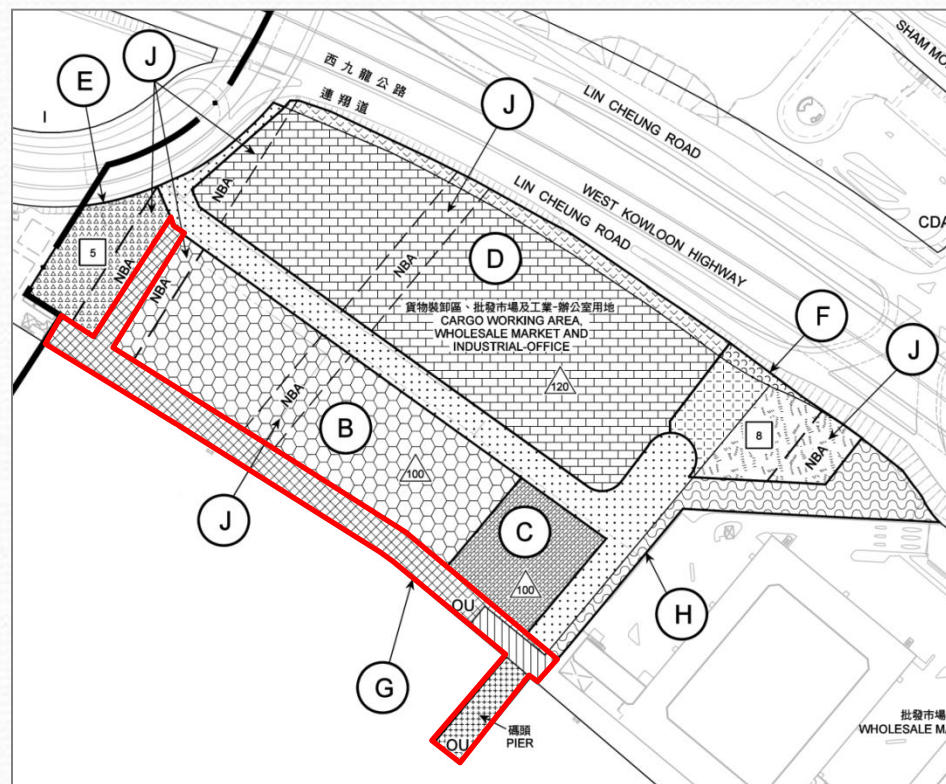 SHAM MO
西九龍公路
連翔道
LIN CHEUNG ROAD
E
J
J
I
WEST KOWLOON HIGHWAY
LIN CHEUNG ROAD
CDA
NBA
5
NBA
NBA
NBA
D
貨物裝卸區、批發市場及工業-辦公室用地
CARGO WORKING AREA,
WHOLESALE MARKET AND
INDUSTRIAL-OFFICE
120
F
J
NBA
B
8
NBA
100
J
C
100
OU
H
G
碼頭
PIER
OU
批發市場
WHOLESALE MA